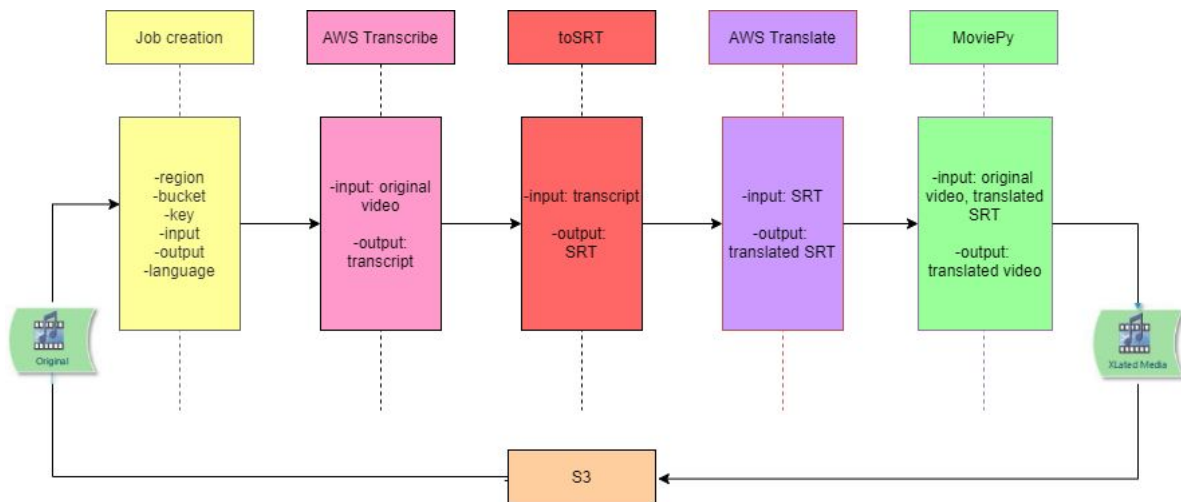 Job creation
AWS Transcribe
toSRT
AWS Translate
MoviePy
-region
-bucket
-key
-input
-output
-language
-input: original
video
-output:
transcript
-input: transcript
-output:
SRT
-input: SRT
-output:
translated SRT
-input: original
video, translated
SRT
-output:
translated video
Original
XLated Media
S3